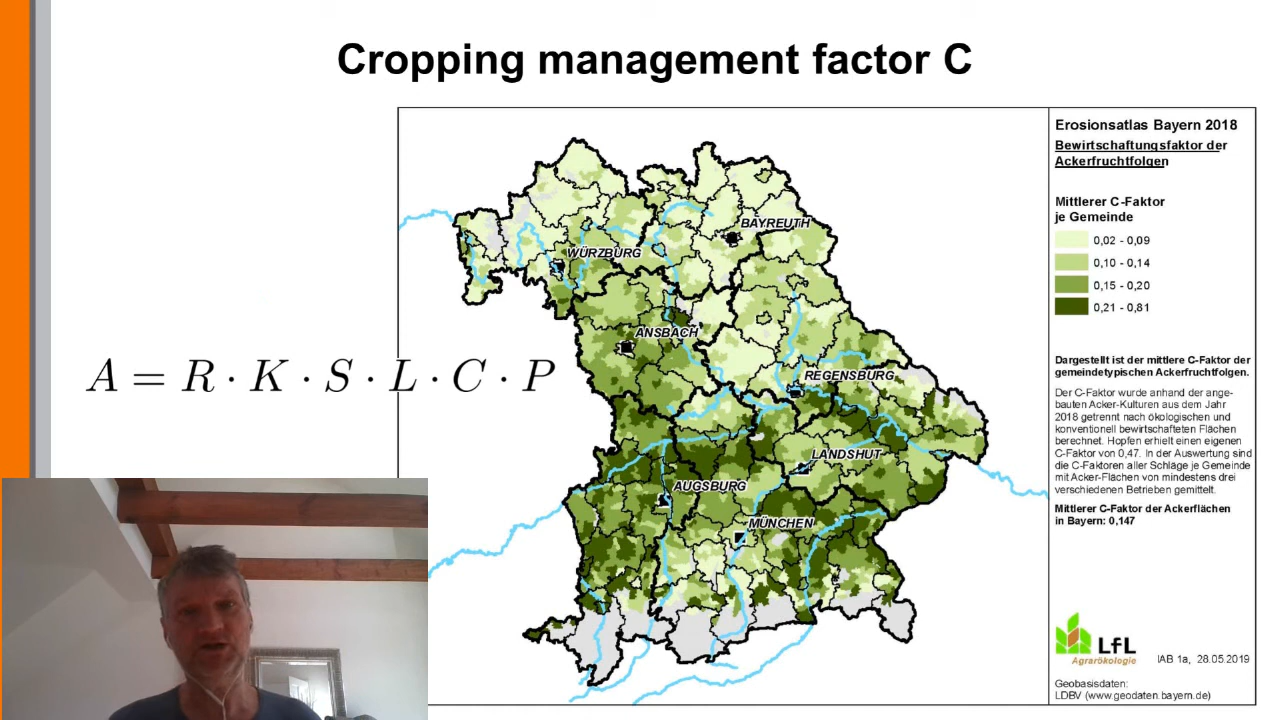 Cropping management factor C
A = R · K · S · L · C · P
BAYREUTH
WÜRZBURG
ANSBACH
REGENSBURG
LANDSHUT
AUGSBURG
MÜNCHEN
Erosionsatlas Bayern 2018
Bewirtschaftungsfaktor der
Ackerfruchtfolgen
Mittlerer C-Faktor
je Gemeinde
0,02 - 0,09
0,10 - 0,14
0,15 - 0,20
0,21 - 0,81
Dargestellt ist der mittlere C-Faktor der
gemeindetypischen Ackerfruchtfolgen.
Der C-Faktor wurde anhand der ange-
bauten Acker-Kulturen aus dem Jahr
2018 getrennt nach ökologischen und
konventionell bewirtschafteten Flächen
berechnet. Hopfen erhielt einen eigenen
C-Faktor von 0,47. In der Auswertung sind
die C-Faktoren aller Schläge je Gemeinde
mit Acker-Flächen von mindestens drei
verschiedenen Betrieben gemittelt.
Mittlerer C-Faktor der Ackerflächen
in Bayern: 0,147
LfL
Agrarökologie
IAB 1a, 28.05.2019
Geobasisdaten:
LDBV (www.geodaten.bayern.de)